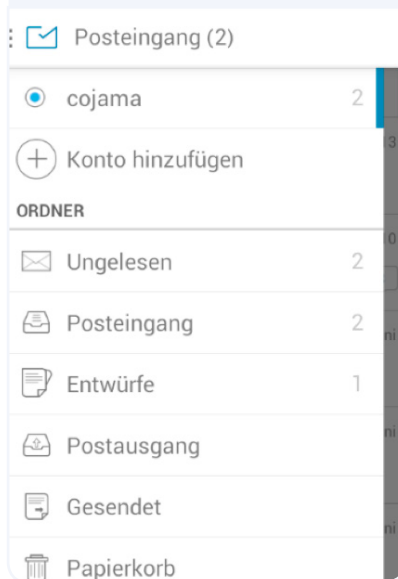 Posteingang (2)
cojama 2
Konto hinzufügen
ORDNER
Ungelesen 2
Posteingang 2
Entwürfe 1
Postausgang
Gesendet
Papierkorb